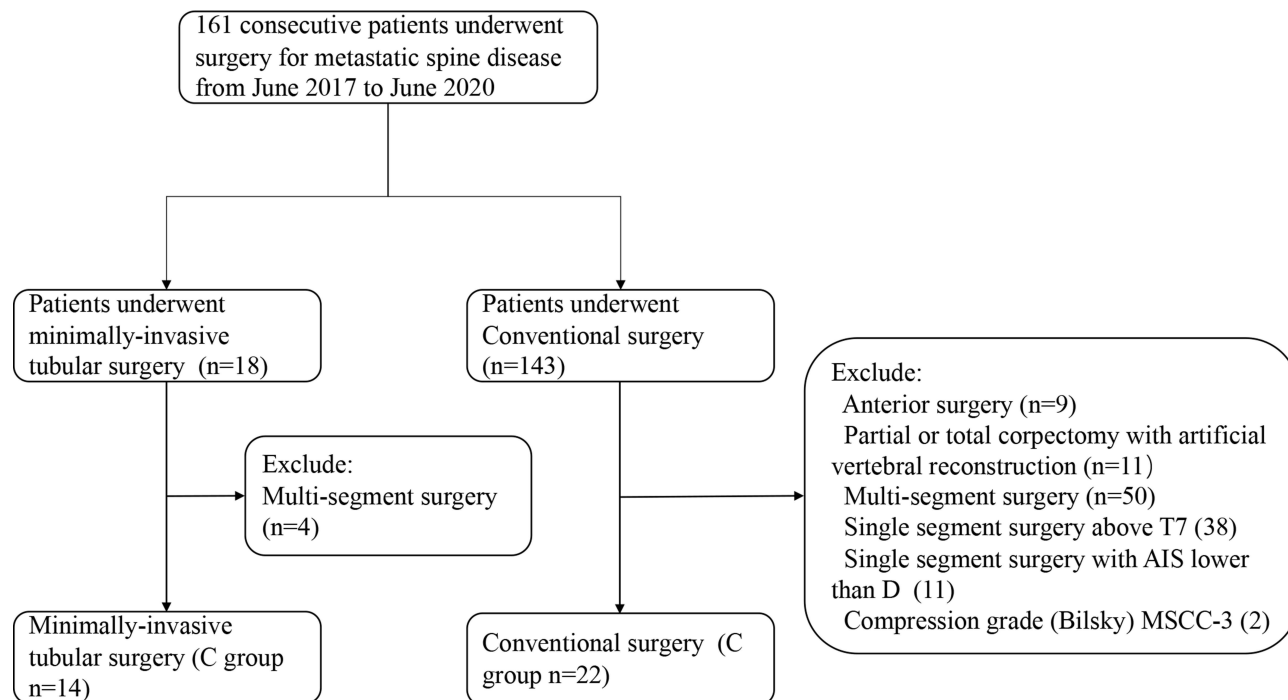 161 consecutive patients underwent
surgery for metastatic spine disease
from June 2017 to June 2020
Patients underwent
minimally-invasive
tubular surgery (n=18)
Patients underwent
Conventional surgery
(n=143)
Exclude:
Multi-segment surgery
(n=4)
Exclude:
Anterior surgery (n=9)
Partial or total corpectomy with artificial
vertebral reconstruction (n=11)
Multi-segment surgery (n=50)
Single segment surgery above T7 (38)
Single segment surgery with AIS lower
than D (11)
Compression grade (Bilsky) MSCC-3 (2)
Minimally-invasive
tubular surgery (C group
n=14)
Conventional surgery (C
group n=22)